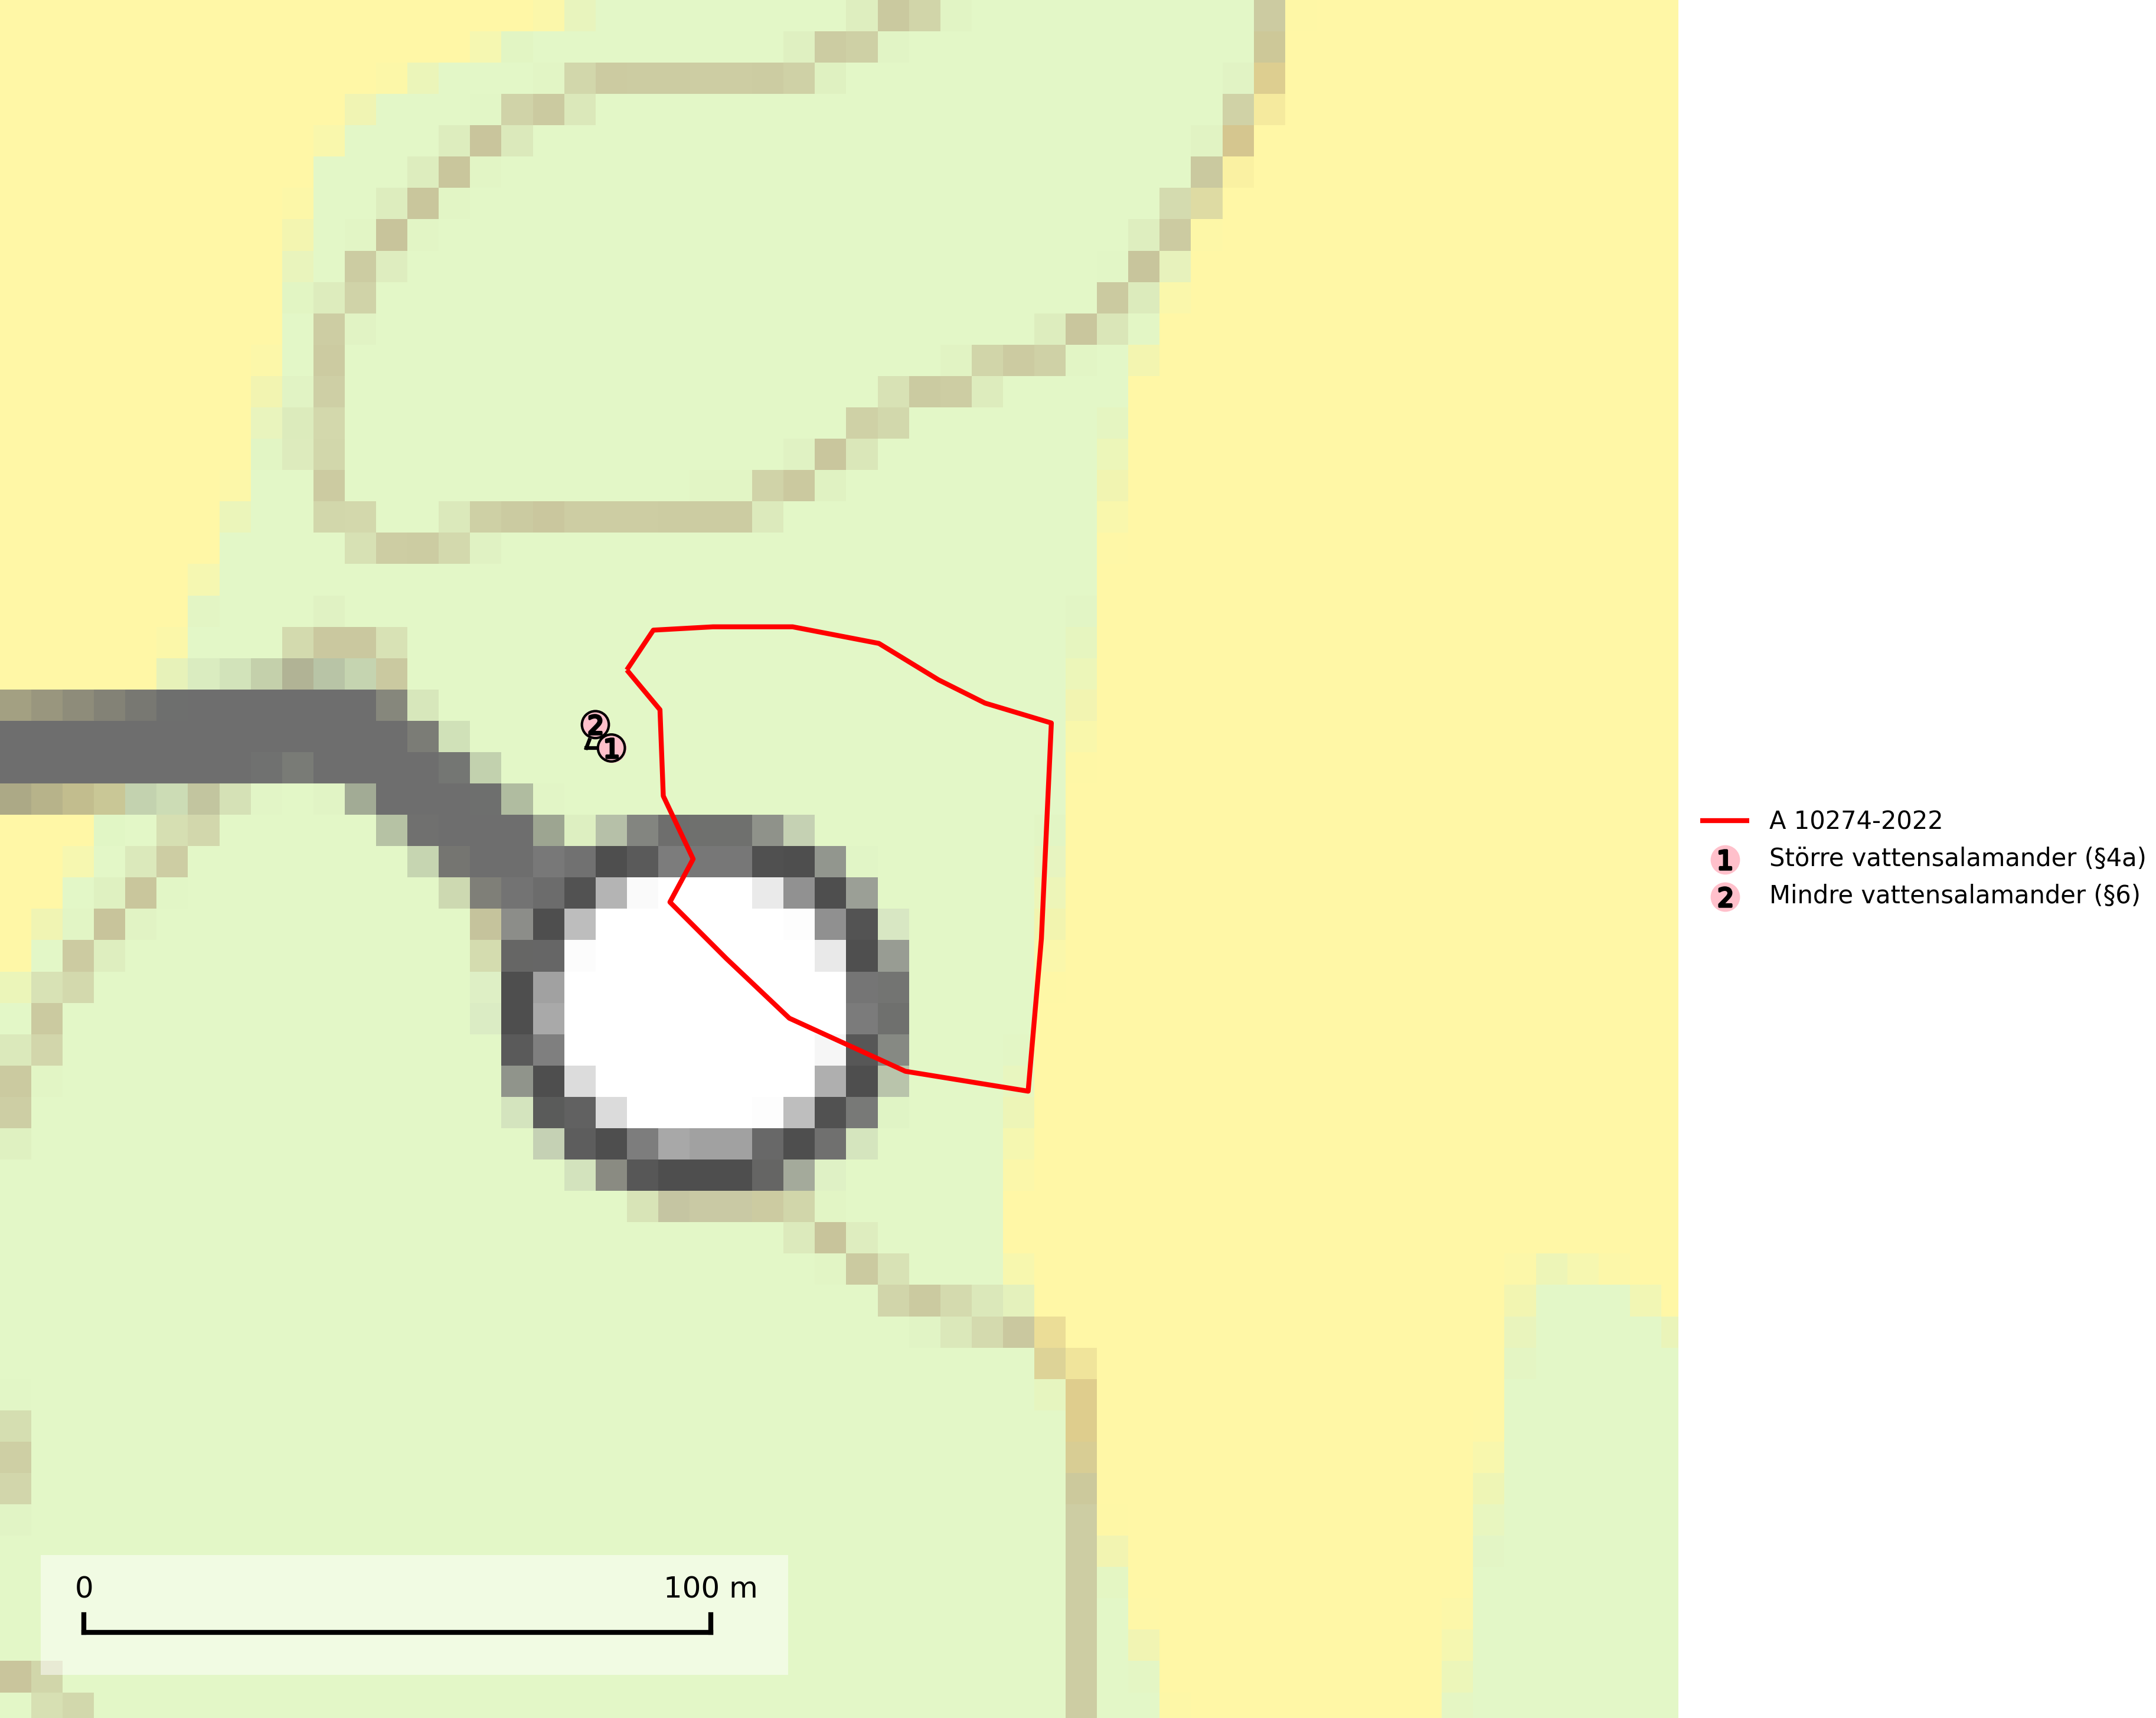 2
1
A 10274-2022
1 Större vattensalamander (§4a)
2 Mindre vattensalamander (§6)
0 100 m